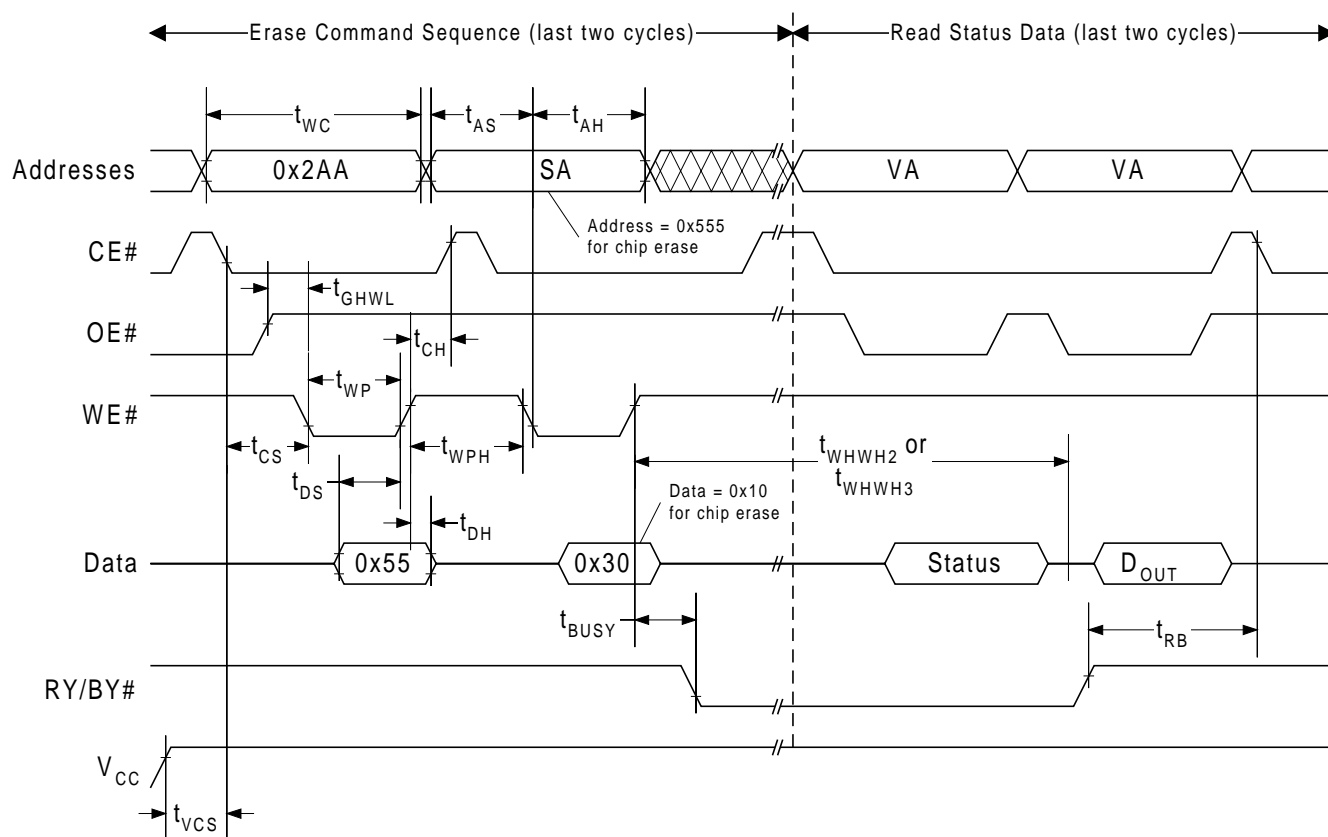 Erase Command Sequence (last two cycles)
Read Status Data (last two cycles)
tWC
tAS
tAH
Addresses
0x2AA
SA
VA
VA
Address = 0x555
for chip erase
CE#
tGHWL
OE#
tCH
tWP
WE#
tCS
tWPH
tWHWH2 or
tWHWH3
tDS
Data = 0x10
for chip erase
tDH
Data
0x55
0x30
Status
DOUT
tBUSY
tRB
RY/BY#
VCC
tVCS